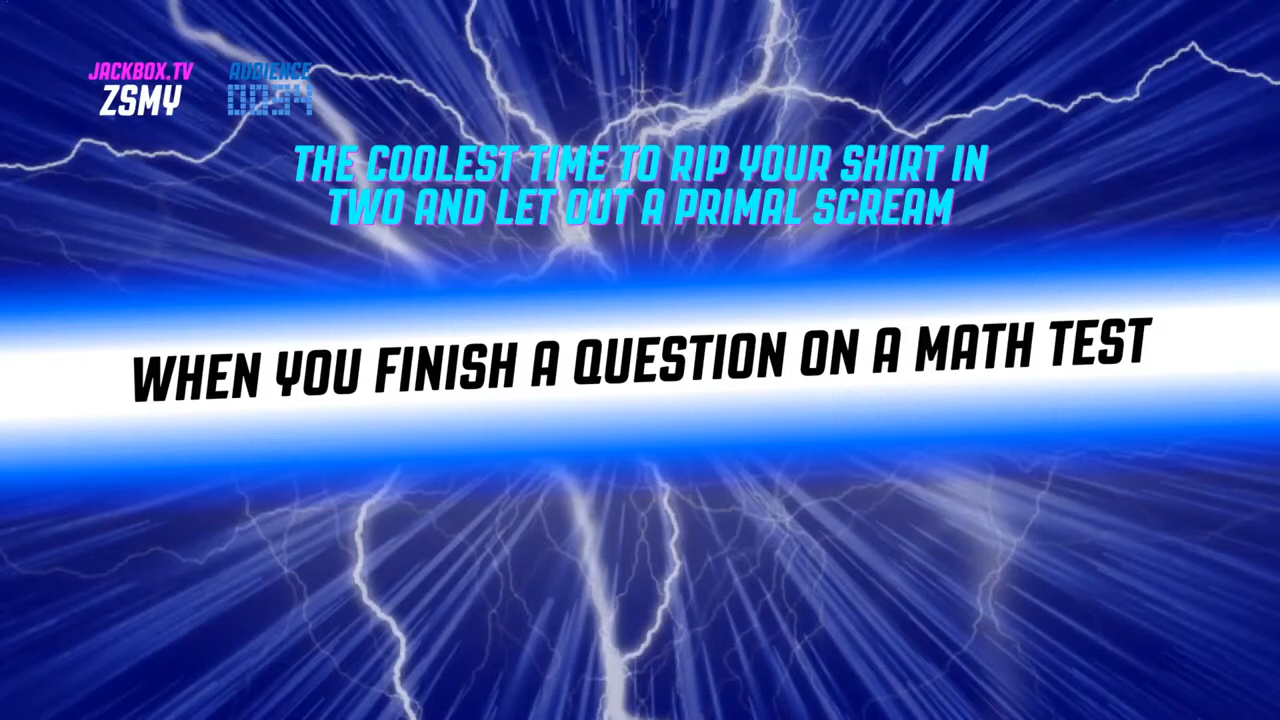 JACKBOX.TV
ZSMY
AUDIENCE
0034
THE COOLEST TIME TO RIP YOUR SHIRT IN
TWO AND LET OUT A PRIMAL SCREAM
WHEN YOU FINISH A QUESTION ON A MATH TEST